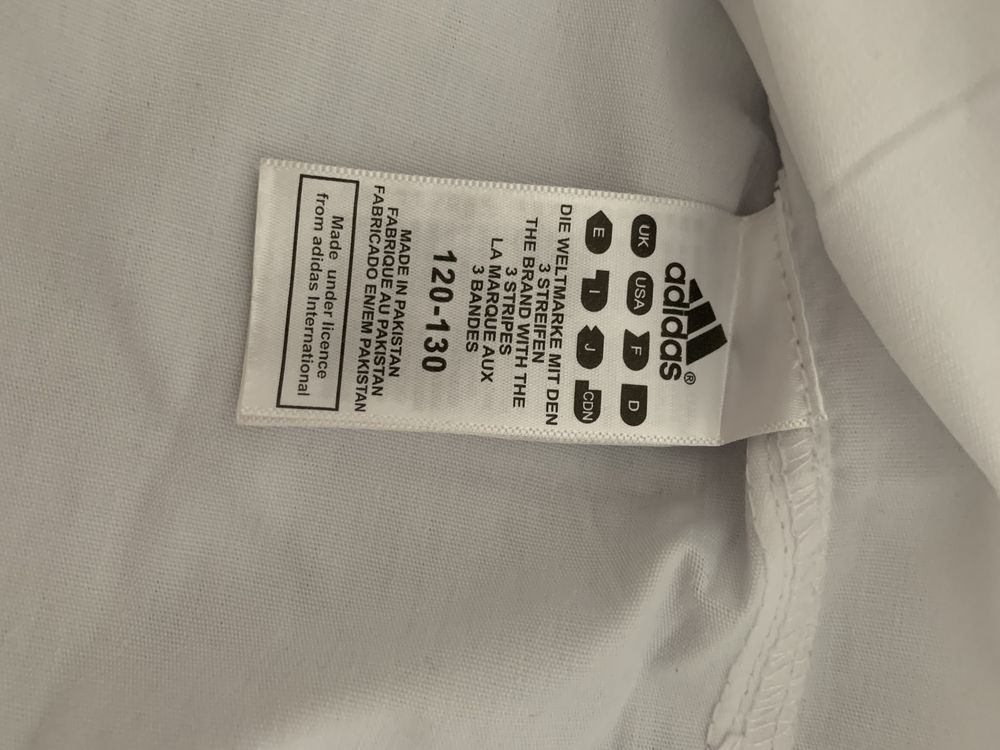 adidas®
UK USA F D
E I J CDN
DIE WELTMARKE MIT DEN
3 STREIFEN
THE BRAND WITH THE
3 STRIPES
LA MARQUE AUX
3 BANDES
120-130
MADE IN PAKISTAN
FABRIQUE AU PAKISTAN
FABRICADO EN/EM PAKISTAN
Made under licence
from adidas International